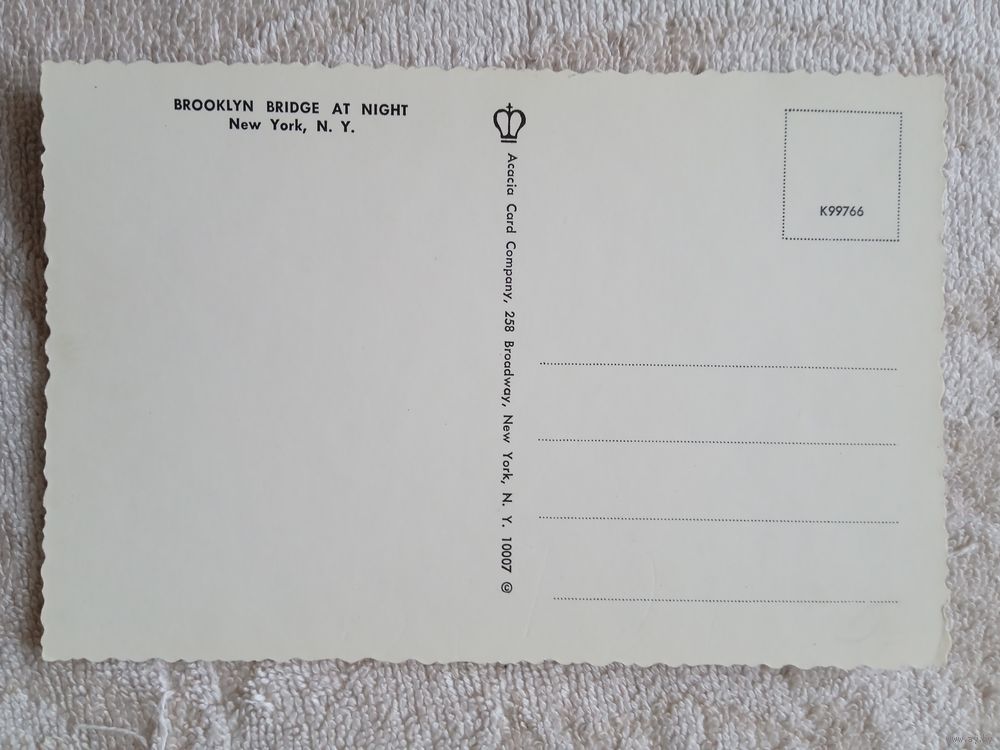 BROOKLYN BRIDGE AT NIGHT
New York, N. Y.
Acacia Card Company, 258 Broadway, New York, N. Y. 10007 ©
K99766